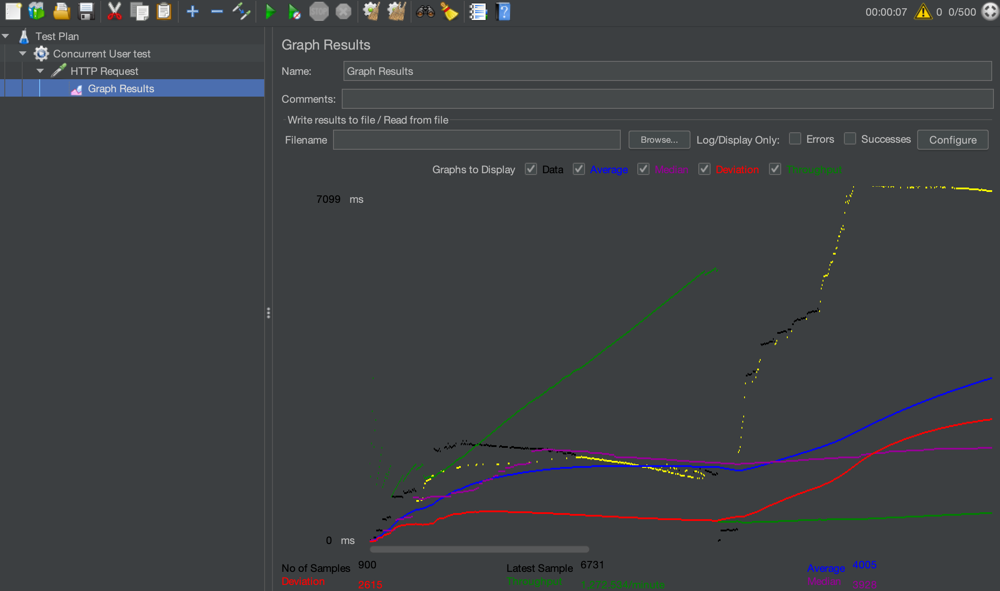 STOP
00:00:07 0 0/500
Test Plan
Concurrent User test
HTTP Request
Graph Results
Graph Results
Name: Graph Results
Comments:
Write results to file / Read from file
Filename Browse... Log/Display Only: Errors Successes Configure
Graphs to Display Data Average Median Deviation Throughput
7099 ms
0 ms
No of Samples 900 Latest Sample 6731 Average 4005
Deviation 2615 Throughput 1,272.534/minute Median 3928